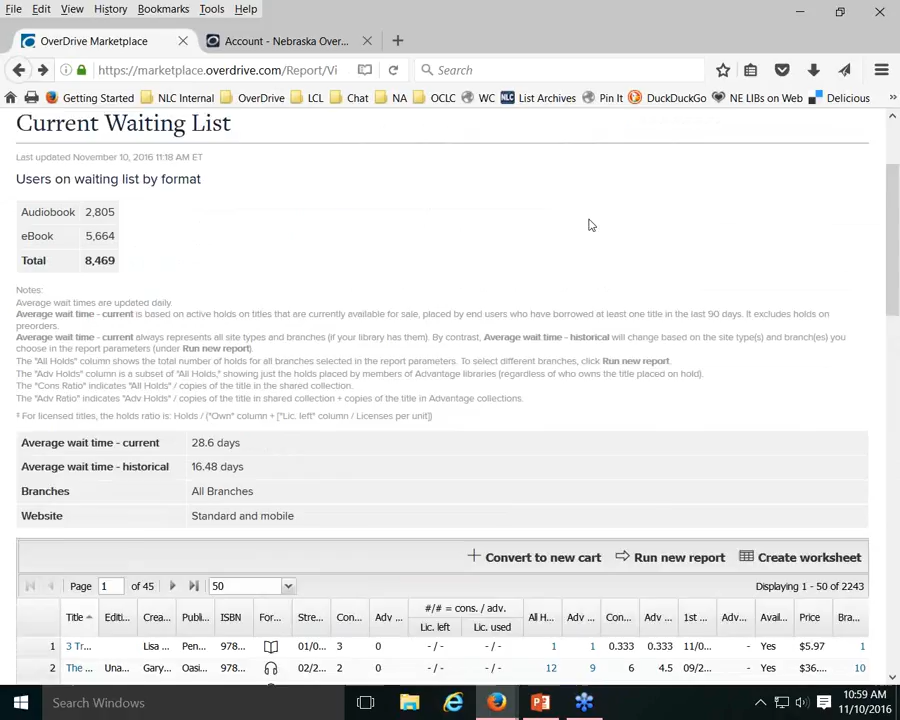 File Edit View History Bookmarks Tools Help
OverDrive Marketplace Account - Nebraska Over...
https://marketplace.overdrive.com/Report/Vi Search
Getting Started NLC Internal OverDrive LCL Chat NA OCLC WC NLC List Archives Pin It DuckDuckGo NE LIBs on Web Delicious »
Current Waiting List
Last updated November 10, 2016 11:18 AM ET
Users on waiting list by format
Audiobook 2,805
eBook 5,664
Total 8,469
Notes:
Average wait times are updated daily.
Average wait time - current is based on active holds on titles that are currently available for sale, placed by end users who have borrowed at least one title in the last 90 days. It excludes holds on
preorders.
Average wait time - current always represents all site types and branches (if your library has them). By contrast, Average wait time - historical will change based on the site type(s) and branch(es) you
choose in the report parameters (under Run new report).
The "All Holds" column shows the total number of holds for all branches selected in the report parameters. To select different branches, click Run new report.
The "Adv Holds" column is a subset of "All Holds," showing just the holds placed by members of Advantage libraries (regardless of who owns the title placed on hold).
The "Cons Ratio" indicates "All Holds" / copies of the title in the shared collection.
The "Adv Ratio" indicates "Adv Holds" / copies of the title in shared collection + copies of the title in Advantage collections.
For licensed titles, the holds ratio is: Holds / ("Own" column + ["Lic. left" column / Licenses per unit])
Average wait time - current 28.6 days
Average wait time - historical 16.48 days
Branches All Branches
Website Standard and mobile
Convert to new cart Run new report Create worksheet
Page 1 of 45 50 Displaying 1 - 50 of 2243
#/# = cons. / adv.
Title Editi... Crea... Publi... ISBN For... Stre... Con... Adv ... Lic. left Lic. used All H... Adv ... Con... Adv ... 1st ... Adv... Avail... Price Bra...
1 3 Tr... Lisa ... Pen... 978... 01/0... 3 0 - / - - / - 1 1 0.333 0.333 11/0... - Yes $5.97 1
2 The ... Una... Gary... Oasi... 978... 02/2... 2 0 - / - - / - 12 9 6 4.5 09/2... - Yes $36.... 10
Search Windows
10:59 AM
11/10/2016